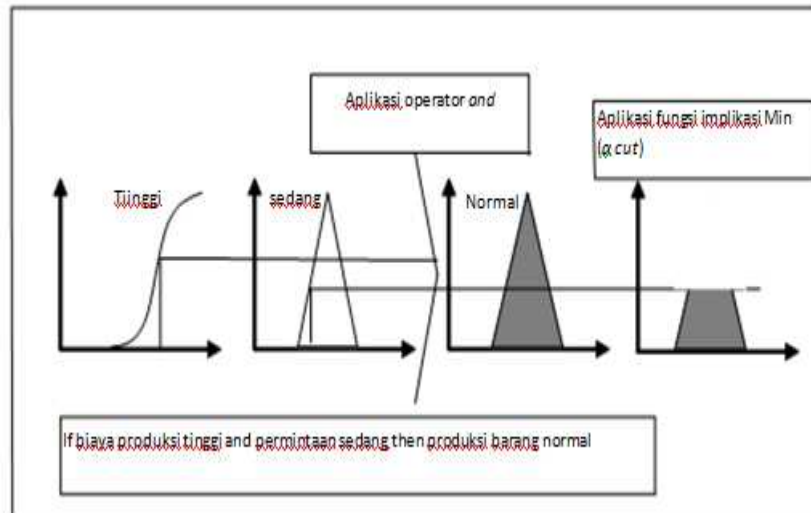 Aplikasi operator and
Aplikasi fungsi implikasi Min
(α cut)
Tiinggi
sedang
Normal
If biaya produksi tinggi and permintaan sedang then produksi barang normal